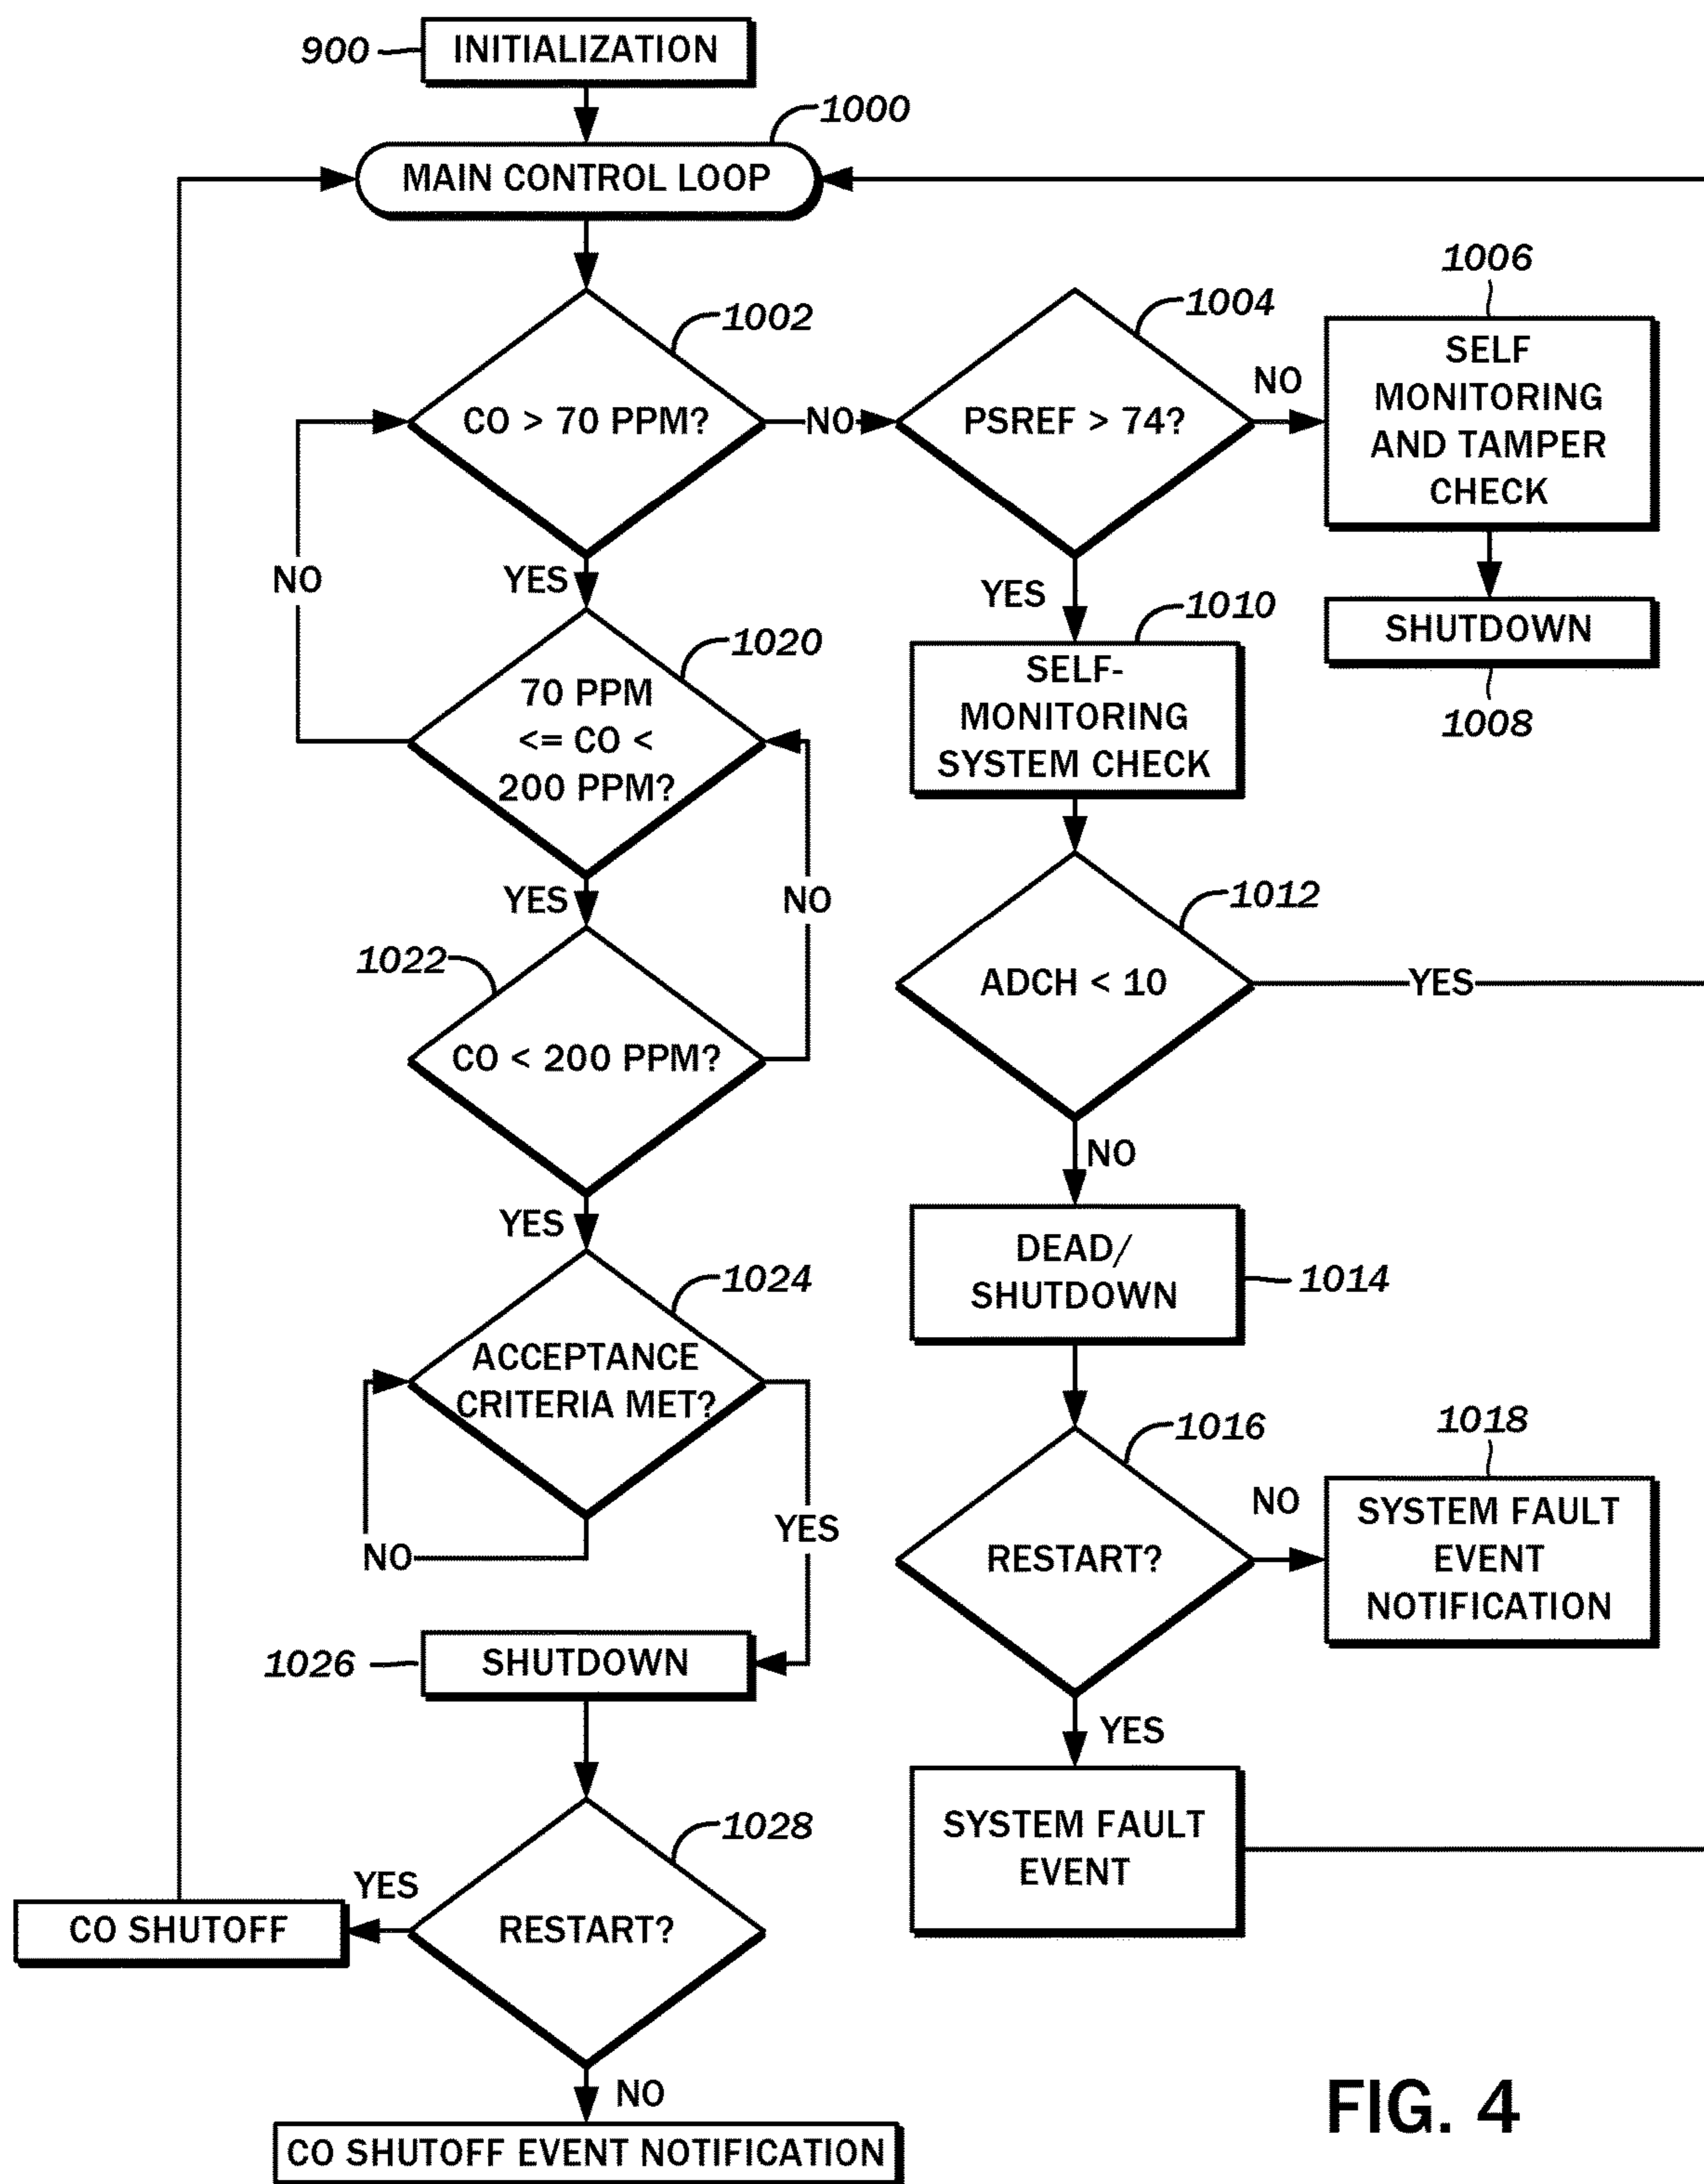 900
INITIALIZATION
1000
MAIN CONTROL LOOP
1002
CO > 70 PPM?
NO
1004
PSREF > 74?
NO
1006
SELF
MONITORING
AND TAMPER
CHECK
SHUTDOWN
1008
YES
1010
SELF-
MONITORING
SYSTEM CHECK
1012
ADCH < 10
YES
NO
DEAD/
SHUTDOWN
1014
1016
RESTART?
NO
1018
SYSTEM FAULT
EVENT
NOTIFICATION
YES
SYSTEM FAULT
EVENT
YES
NO
1020
70 PPM
<= CO <
200 PPM?
YES
NO
1022
CO < 200 PPM?
YES
1024
ACCEPTANCE
CRITERIA MET?
NO
YES
1026
SHUTDOWN
1028
RESTART?
YES
CO SHUTOFF
NO
CO SHUTOFF EVENT NOTIFICATION
FIG. 4